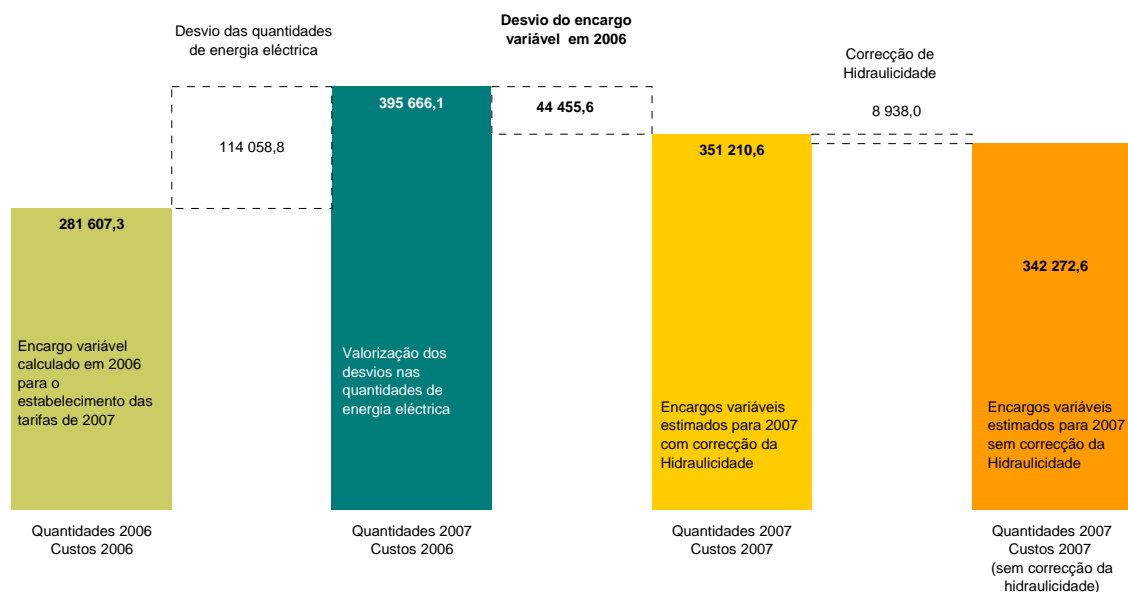 Desvio das quantidades
de energia eléctrica
Desvio do encargo
variável  em 2006
Correcção de
Hidraulicidade
8 938,0
395 666,1
44 455,6
114 058,8
351 210,6
281 607,3
342 272,6
Encargo variável
calculado em 2006
para o
estabelecimento das
tarifas de 2007
Valorização dos
desvios nas
quantidades de
energia eléctrica
Encargos variáveis
estimados para 2007
com correcção da
Hidraulicidade
Encargos variáveis
estimados para 2007
sem correcção da
Hidraulicidade
Quantidades 2006
Custos 2006
Quantidades 2007
Custos 2006
Quantidades 2007
Custos 2007
Quantidades 2007
Custos 2007
(sem correcção da
hidraulicidade)